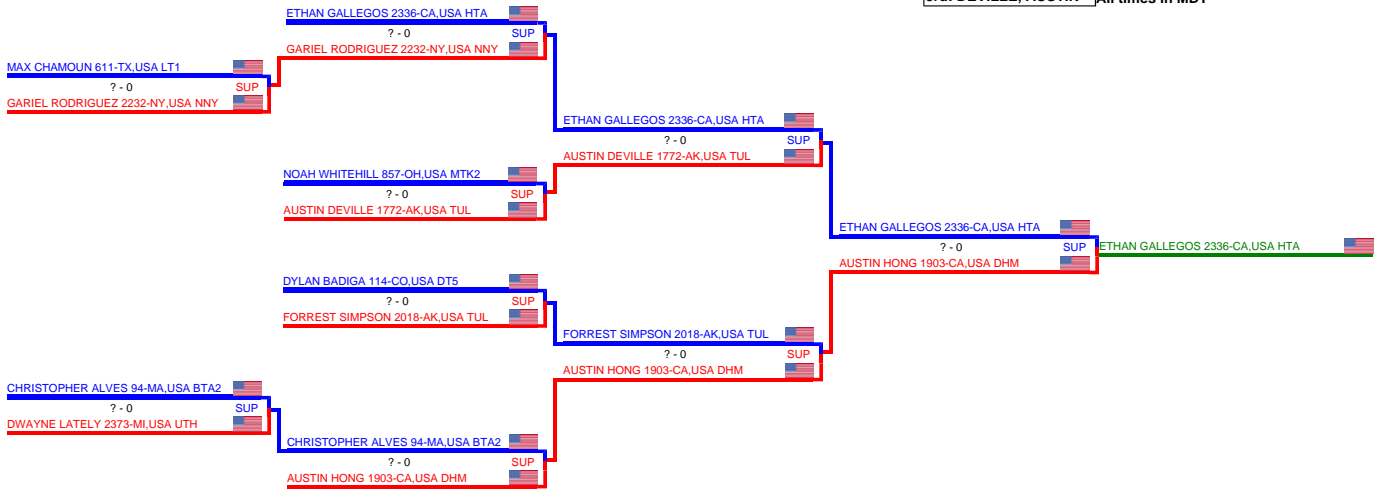 All times in MDT
ETHAN GALLEGOS 2336-CA,USA HTA
? - 0 SUP
GARIEL RODRIGUEZ 2232-NY,USA NNY
MAX CHAMOUN 611-TX,USA LT1
? - 0 SUP
GARIEL RODRIGUEZ 2232-NY,USA NNY
ETHAN GALLEGOS 2336-CA,USA HTA
? - 0 SUP
AUSTIN DEVILLE 1772-AK,USA TUL
NOAH WHITEHILL 857-OH,USA MTK2
? - 0 SUP
AUSTIN DEVILLE 1772-AK,USA TUL
ETHAN GALLEGOS 2336-CA,USA HTA
? - 0 SUP
ETHAN GALLEGOS 2336-CA,USA HTA
AUSTIN HONG 1903-CA,USA DHM
DYLAN BADIGA 114-CO,USA DT5
? - 0 SUP
FORREST SIMPSON 2018-AK,USA TUL
FORREST SIMPSON 2018-AK,USA TUL
? - 0 SUP
AUSTIN HONG 1903-CA,USA DHM
CHRISTOPHER ALVES 94-MA,USA BTA2
? - 0 SUP
DWAYNE LATELY 2373-MI,USA UTH
CHRISTOPHER ALVES 94-MA,USA BTA2
? - 0 SUP
AUSTIN HONG 1903-CA,USA DHM